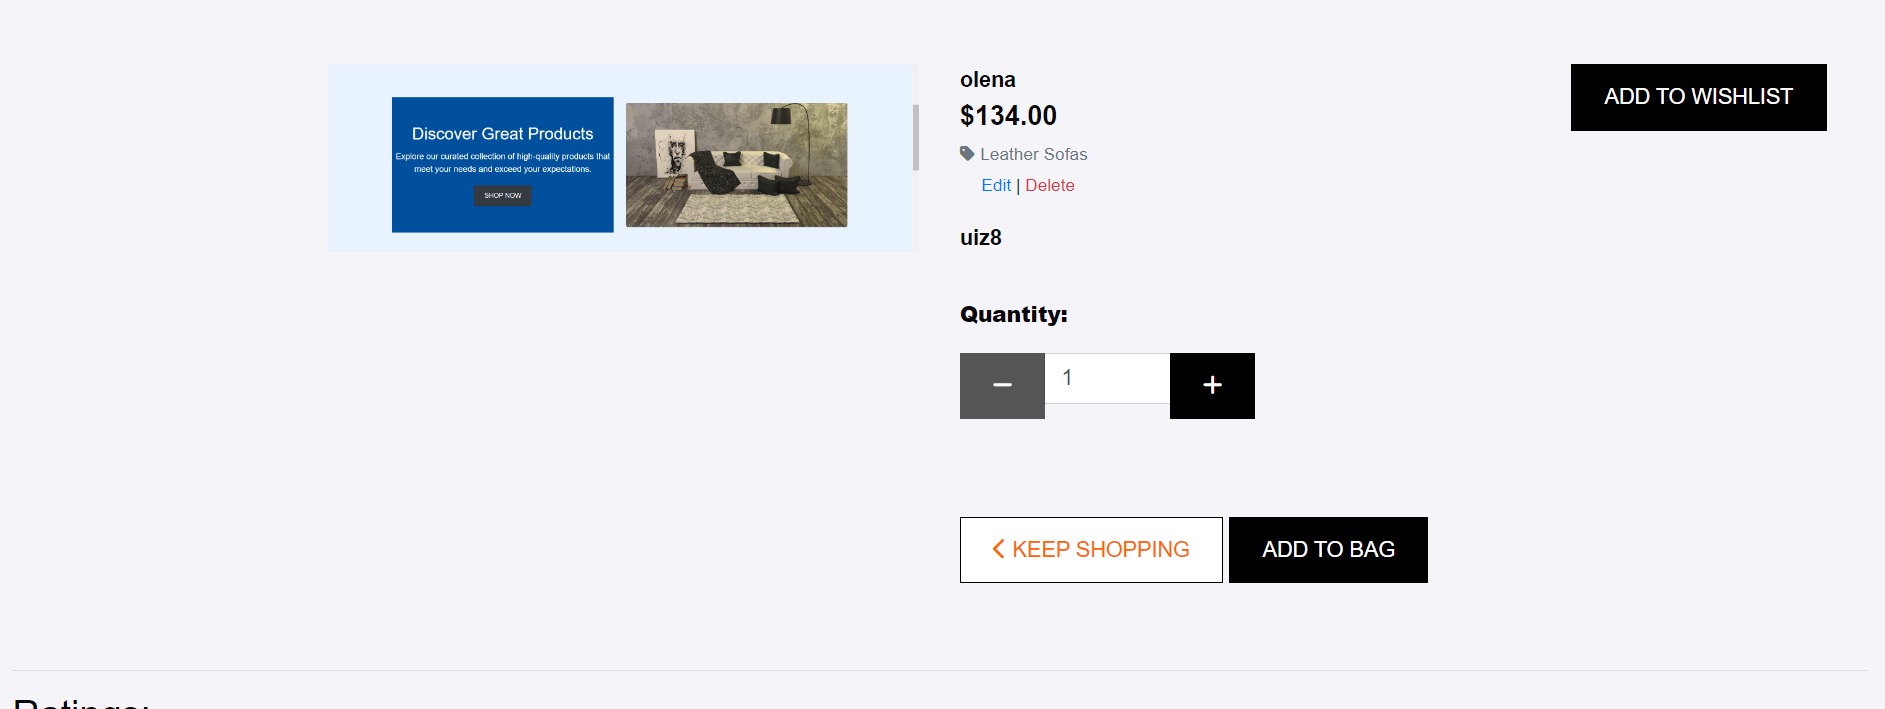 Discover Great Products
Explore our curated collection of high-quality products that
meet your needs and exceed your expectations.
SHOP NOW
olena
$134.00
Leather Sofas
Edit | Delete
uiz8
Quantity:
1
KEEP SHOPPING
ADD TO BAG
ADD TO WISHLIST
Ratings: